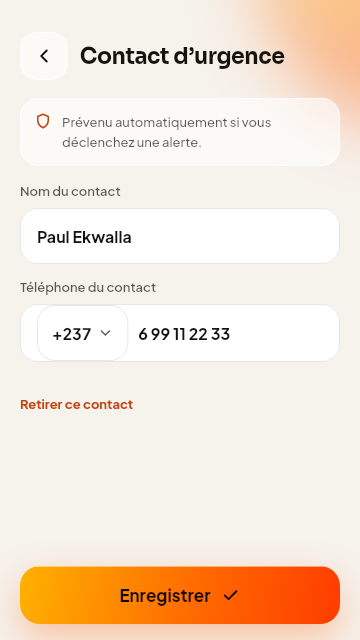 Contact d’urgence
Prévenu automatiquement si vous
déclenchez une alerte.
Nom du contact
Paul Ekwalla
Téléphone du contact
+237 6 99 11 22 33
Retirer ce contact
Enregistrer